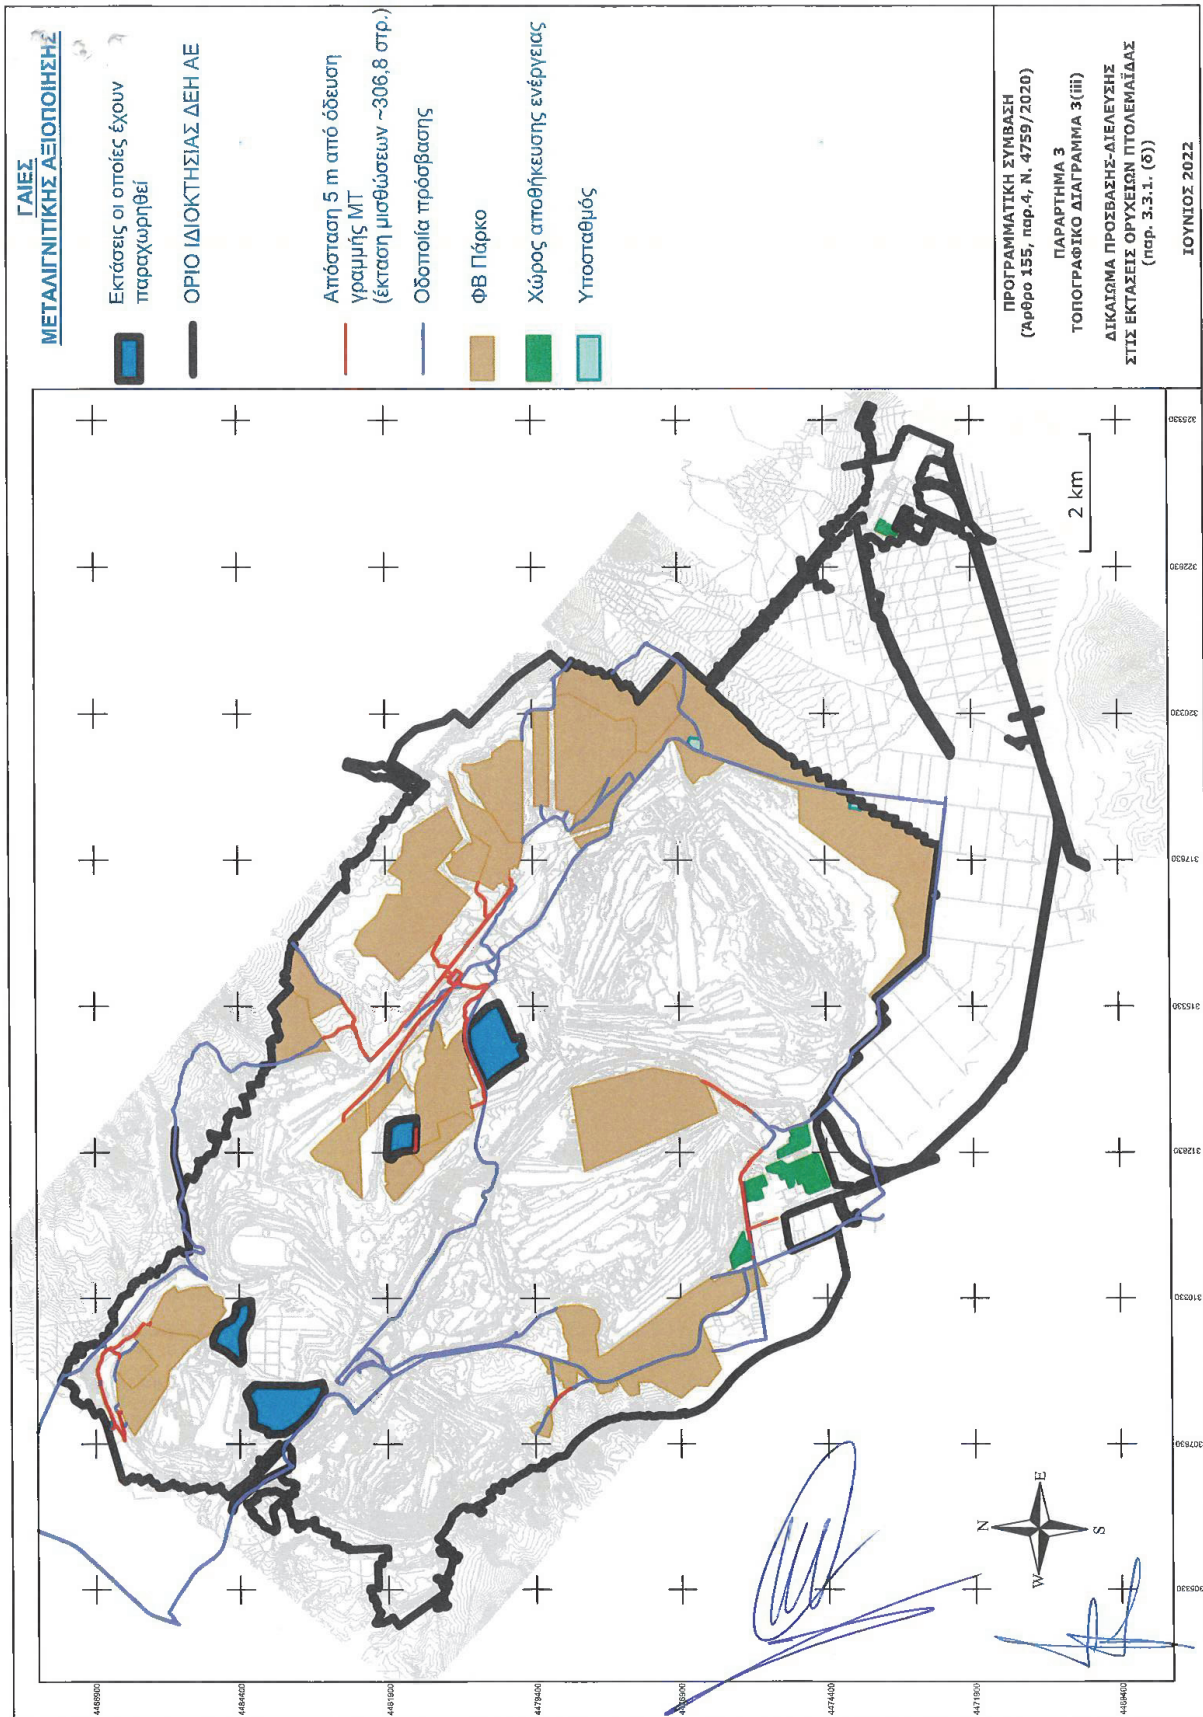 ΓΑΙΕΣ
ΜΕΤΑΛΙΓΝΙΤΙΚΗΣ ΑΞΙΟΠΟΙΗΣΗΣ
Εκτάσεις οι οποίες έχουν
παραχωρηθεί
ΟΡΙΟ ΙΔΙΟΚΤΗΣΙΑΣ ΔΕΗ ΑΕ
Απόσταση 5 m από όδευση
γραμμής ΜΤ
(έκταση μισθώσεων ~306,8 στρ.)
Οδοποιία πρόσβασης
ΦΒ Πάρκο
Χώρος αποθήκευσης ενέργειας
Υποσταθμός
ΠΡΟΓΡΑΜΜΑΤΙΚΗ ΣΥΜΒΑΣΗ
(Άρθρο 155, παρ.4, Ν. 4759/2020)
ΠΑΡΑΡΤΗΜΑ 3
ΤΟΠΟΓΡΑΦΙΚΟ ΔΙΑΓΡΑΜΜΑ 3(iii)
ΔΙΚΑΙΩΜΑ ΠΡΟΣΒΑΣΗΣ-ΔΙΕΛΕΥΣΗΣ
ΣΤΙΣ ΕΚΤΑΣΕΙΣ ΟΡΥΧΕΙΩΝ ΠΤΟΛΕΜΑΪΔΑΣ
(παρ. 3.3.1. (δ))
ΙΟΥΝΙΟΣ 2022
2 km
N
W
E
S
4486900
4484400
4481900
4479400
4476900
4474400
4471900
4469400
305330
307830
310330
312830
315330
317830
320330
322830
325330